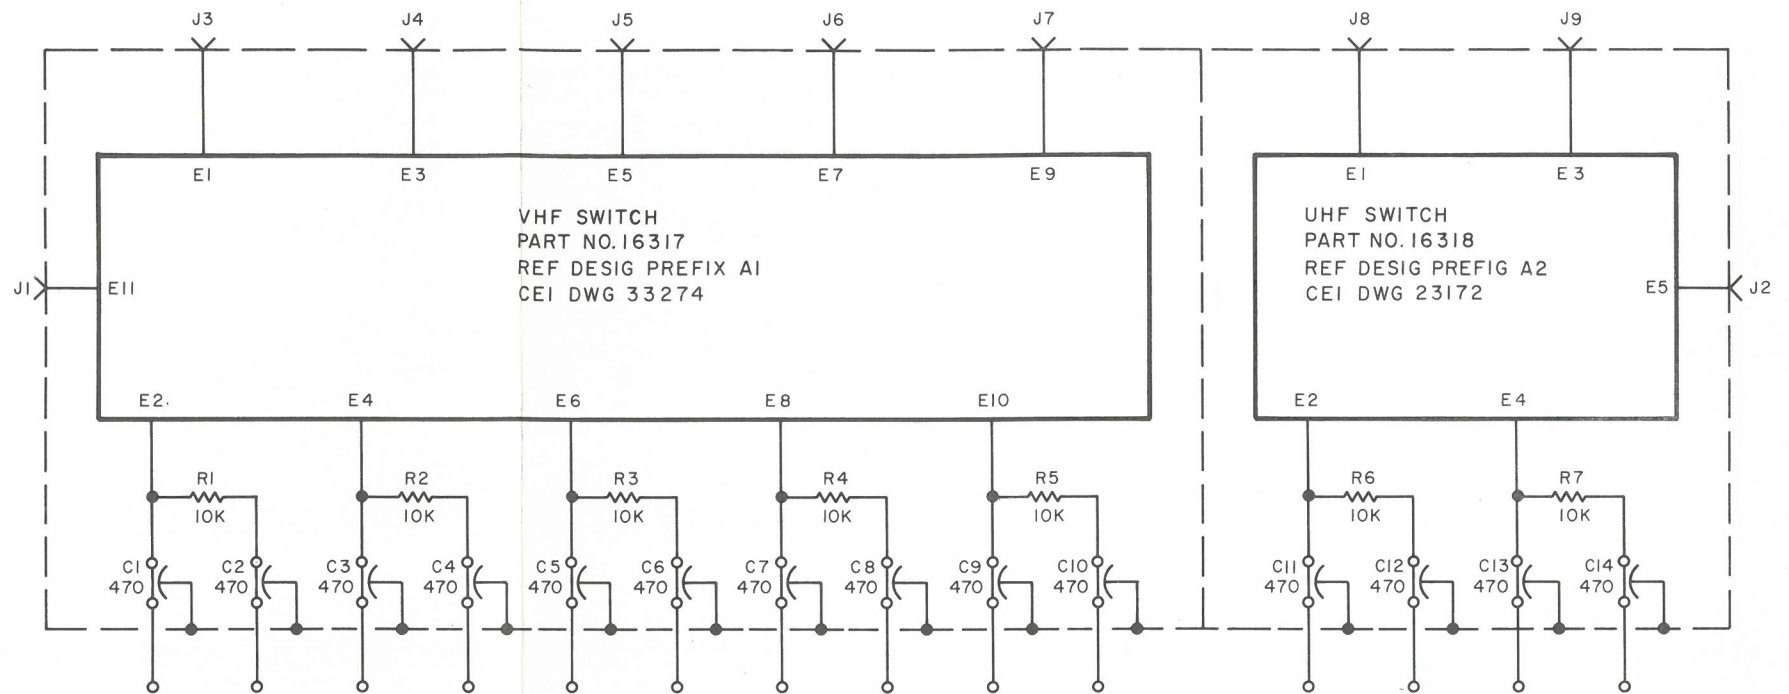 J3 J4 J5 J6 J7 J8 J9
E1 E3 E5 E7 E9 E1 E3
VHF SWITCH
PART NO. 16317
REF DESIG PREFIX A1
CEI DWG 33274
UHF SWITCH
PART NO. 16318
REF DESIG PREFIG A2
CEI DWG 23172
J1 E11 E5 J2
E2 E4 E6 E8 E10 E2 E4
R1 R2 R3 R4 R5 R6 R7
10K 10K 10K 10K 10K 10K 10K
C1 C2 C3 C4 C5 C6 C7 C8 C9 C10 C11 C12 C13 C14
470 470 470 470 470 470 470 470 470 470 470 470 470 470